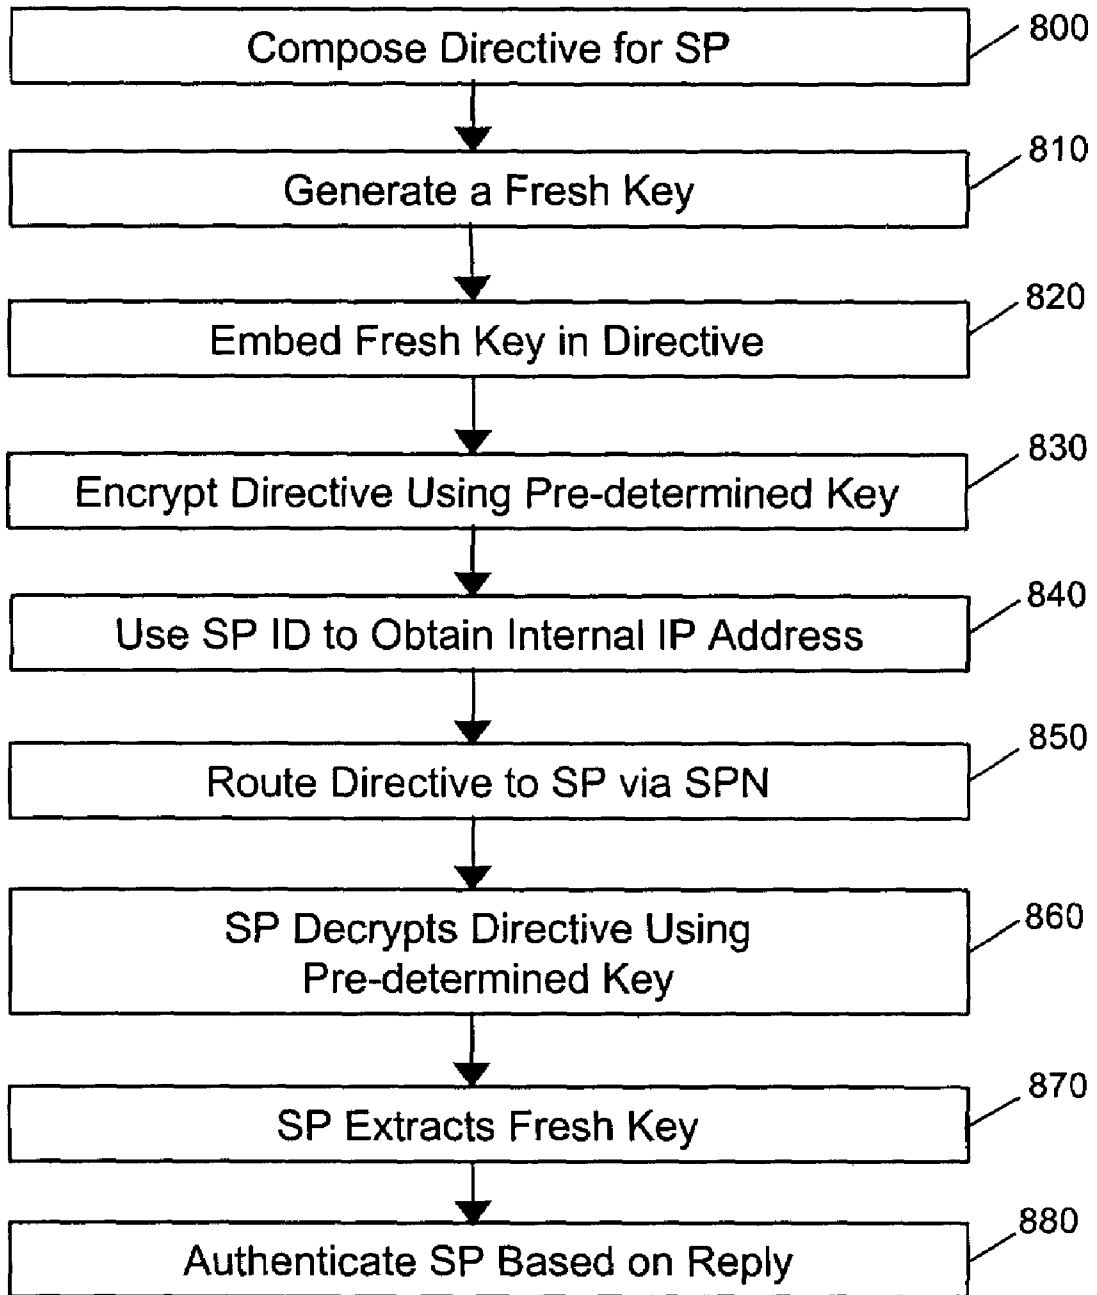 Compose Directive for SP
800
Generate a Fresh Key
810
Embed Fresh Key in Directive
820
Encrypt Directive Using Pre-determined Key
830
Use SP ID to Obtain Internal IP Address
840
Route Directive to SP via SPN
850
SP Decrypts Directive Using
Pre-determined Key
860
SP Extracts Fresh Key
870
Authenticate SP Based on Reply
880